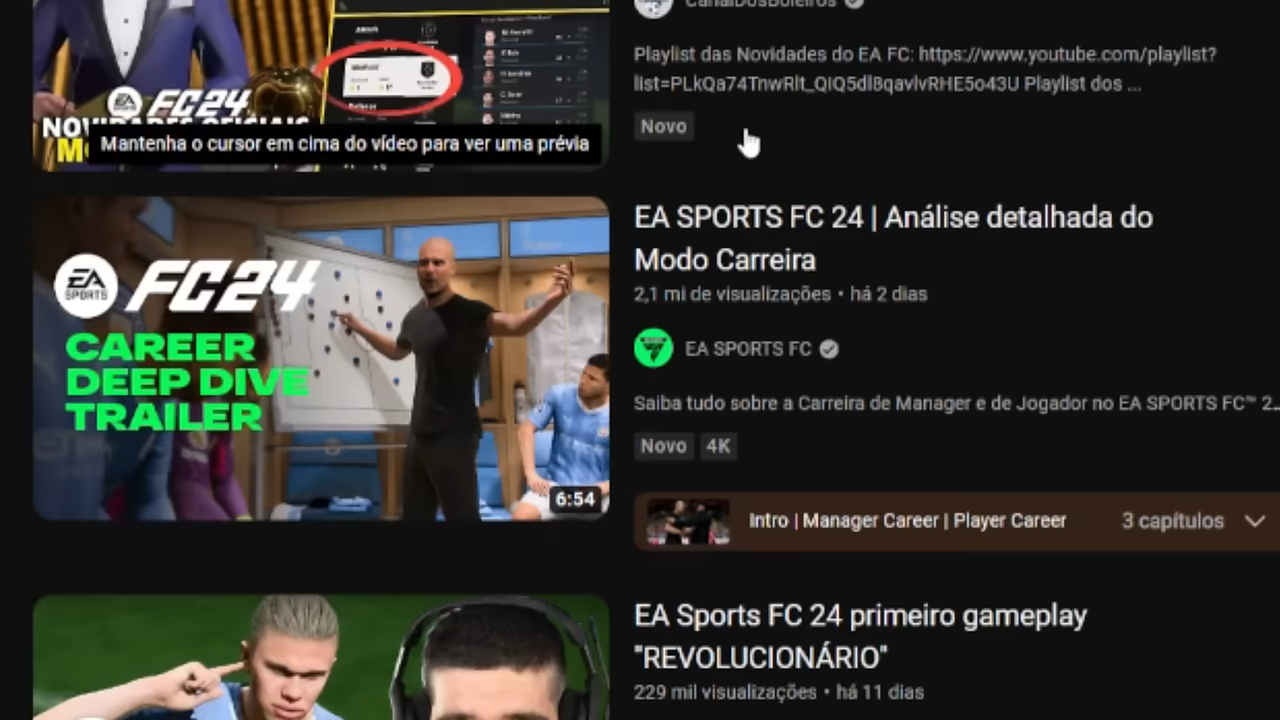 CanalDosBoleiros
Playlist das Novidades do EA FC: https://www.youtube.com/playlist?
list=PLkQa74TnwRlt_QIQ5dl8qavlvRHE5o43U Playlist dos ...
Novo
FC24
NOVIDADES OFICIAIS
Mantenha o cursor em cima do vídeo para ver uma prévia
EA SPORTS FC 24 | Análise detalhada do
Modo Carreira
2,1 mi de visualizações • há 2 dias
EA SPORTS FC
Saiba tudo sobre a Carreira de Manager e de Jogador no EA SPORTS FC™ 2...
Novo 4K
Intro | Manager Career | Player Career 3 capítulos
EA SPORTS FC24
CAREER
DEEP DIVE
TRAILER
6:54
EA Sports FC 24 primeiro gameplay
"REVOLUCIONÁRIO"
229 mil visualizações • há 11 dias